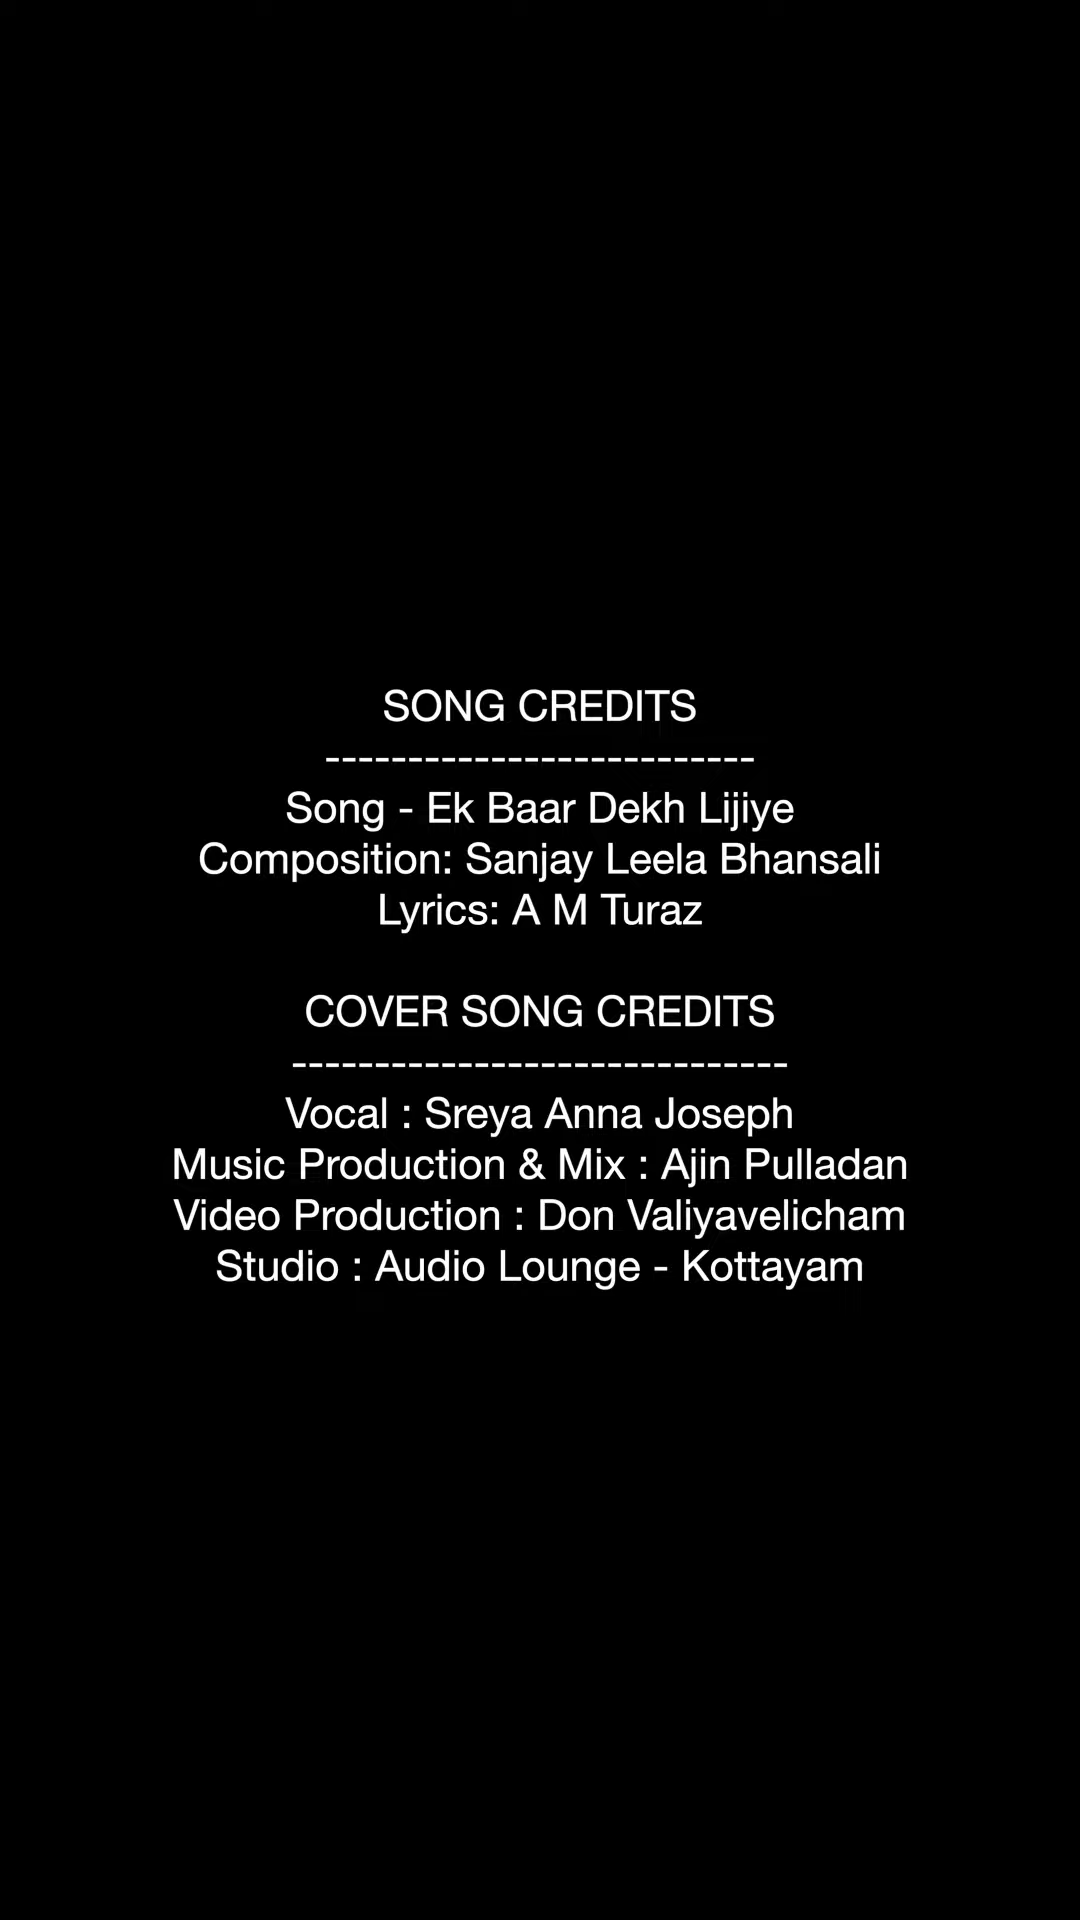 SONG CREDITS
--------------------------
Song - Ek Baar Dekh Lijiye
Composition: Sanjay Leela Bhansali
Lyrics: A M Turaz
COVER SONG CREDITS
------------------------------
Vocal : Sreya Anna Joseph
Music Production & Mix : Ajin Pulladan
Video Production : Don Valiyavelicham
Studio : Audio Lounge - Kottayam